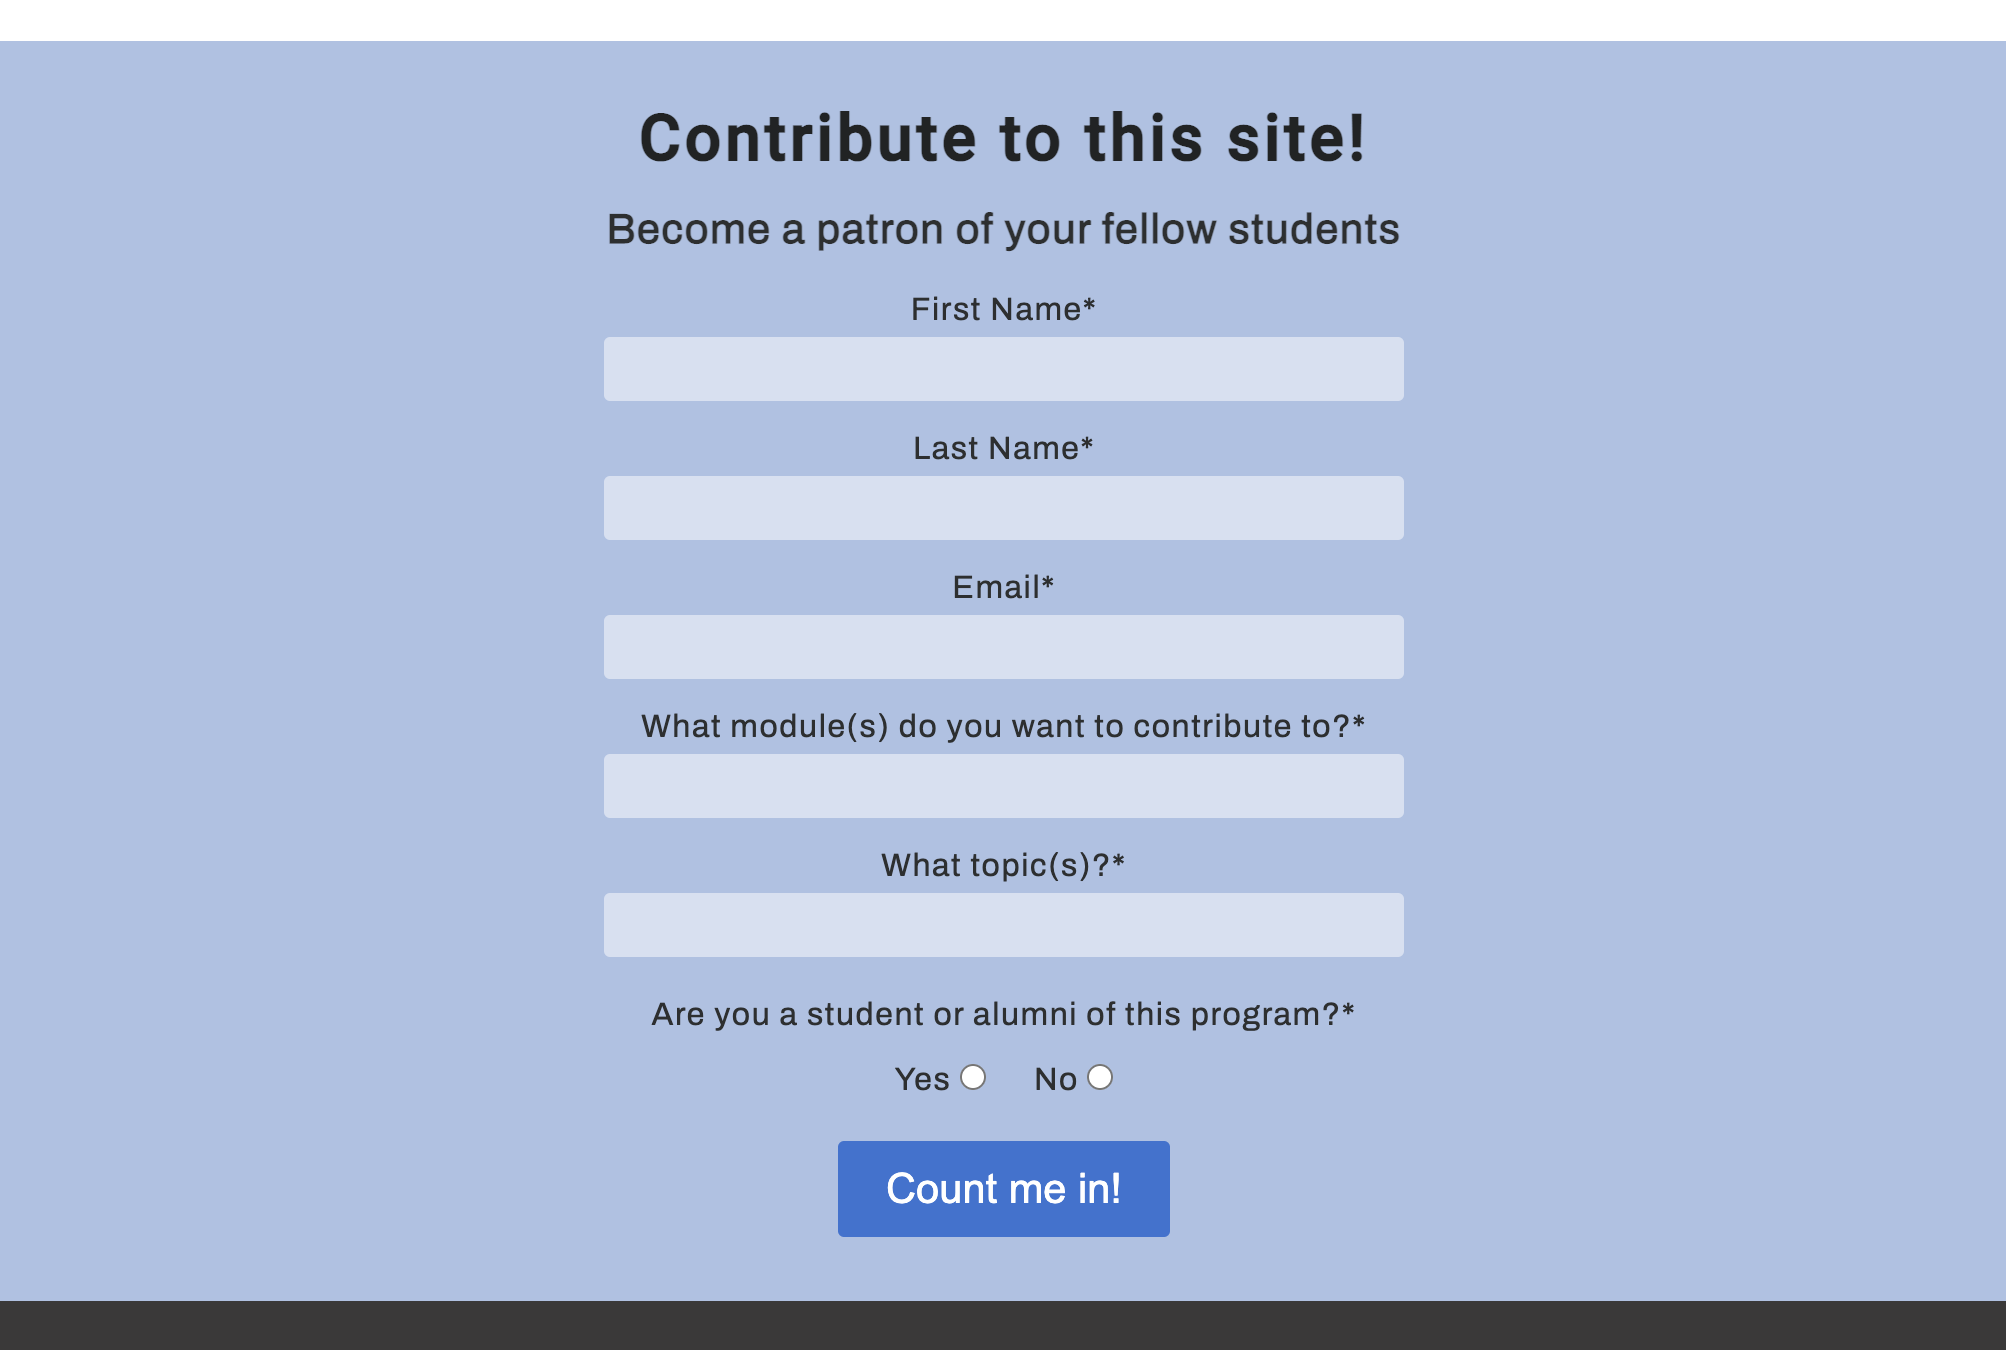 Contribute to this site!
Become a patron of your fellow students
First Name*
Last Name*
Email*
What module(s) do you want to contribute to?*
What topic(s)?*
Are you a student or alumni of this program?*
Yes No
Count me in!